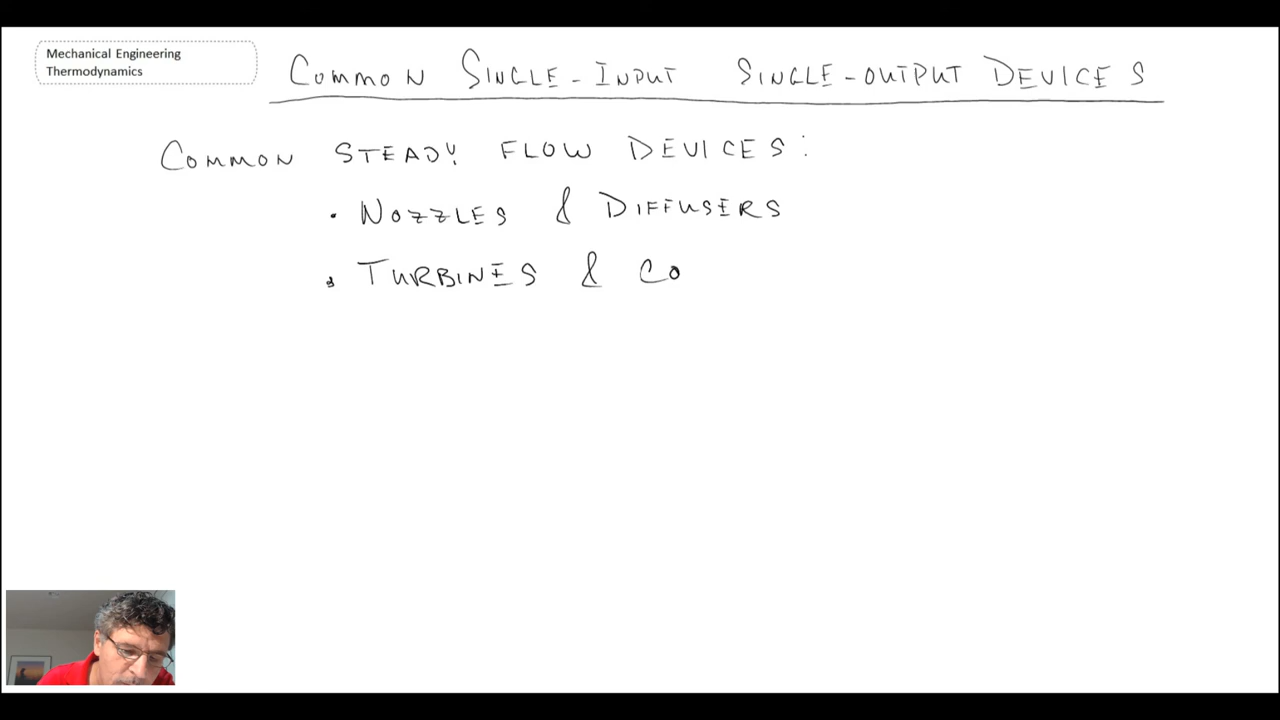 Mechanical Engineering
Thermodynamics
COMMON SINGLE-INPUT SINGLE-OUTPUT DEVICES
COMMON STEADY FLOW DEVICES:
• NOZZLES & DIFFUSERS
• TURBINES & CO